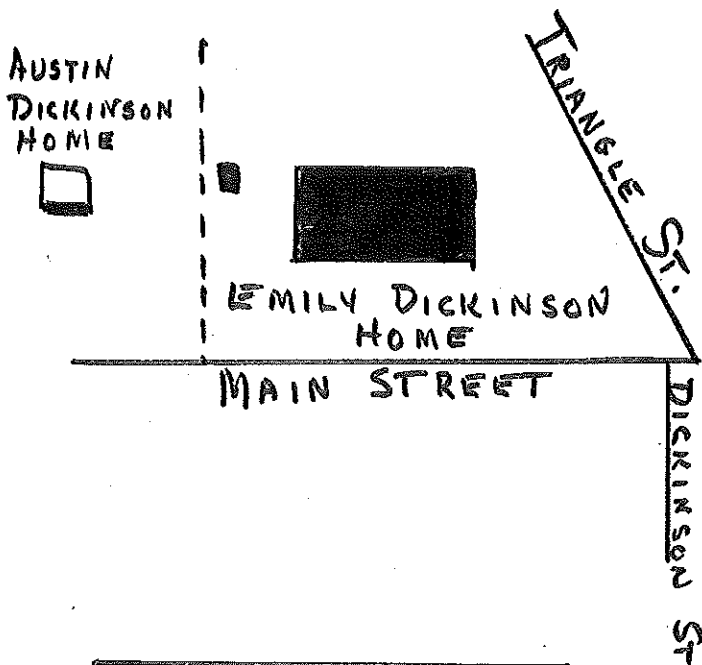 AUSTIN
DICKINSON
HOME
TRIANGLE ST.
EMILY DICKINSON
HOME
MAIN STREET
DICKINSON ST